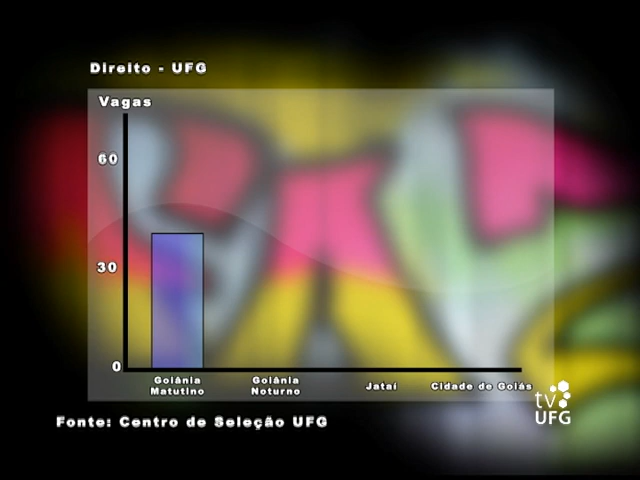 Direito - UFG
Vagas
60
30
0
Goiânia
Matutino
Goiânia
Noturno
Jataí
Cidade de Goiás
Fonte: Centro de Seleção UFG
tv
UFG